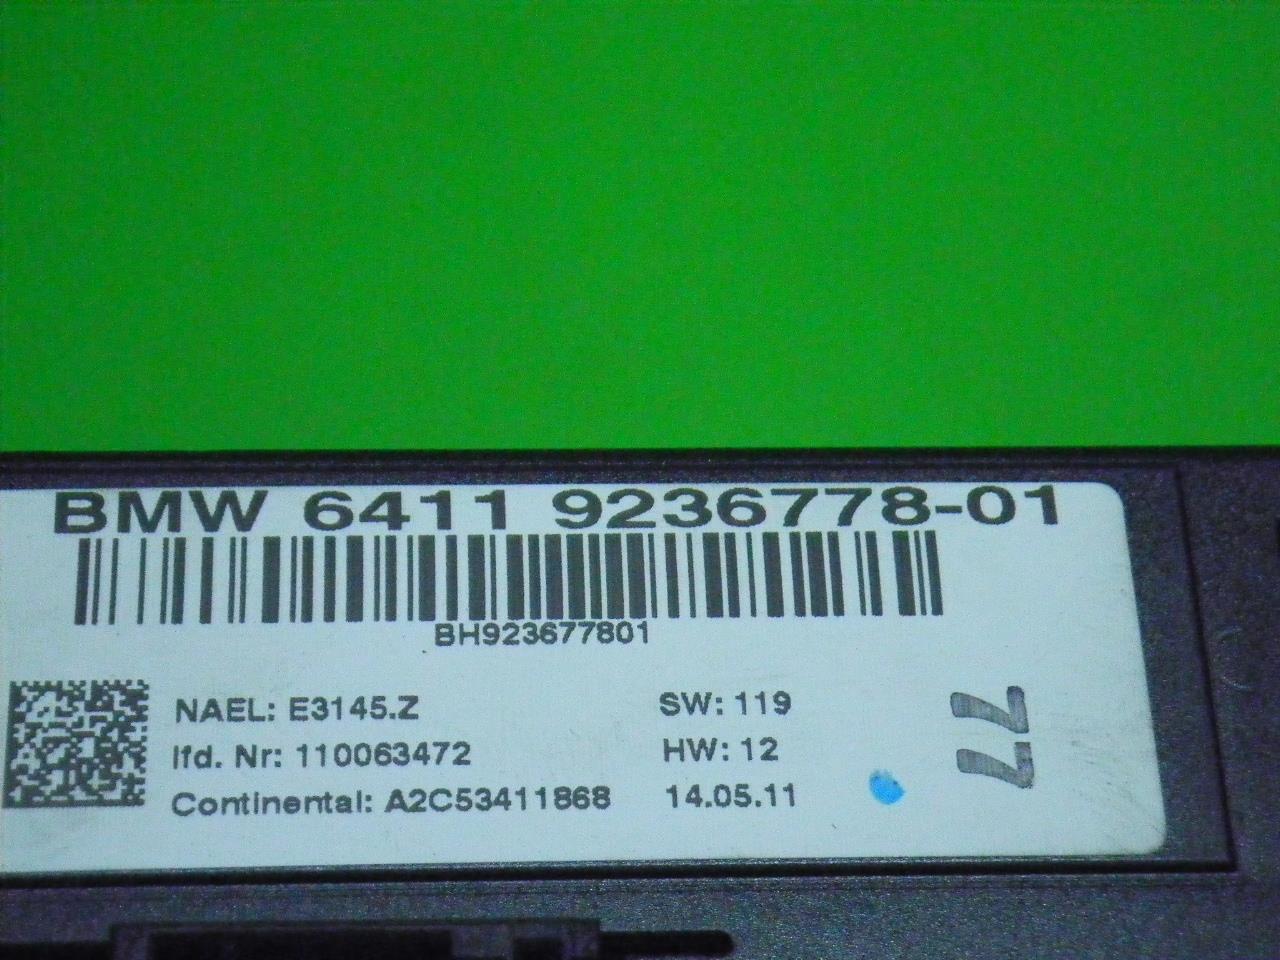 BMW 6411 9236778-01
BH923677801
NAEL: E3145.Z
SW: 119
lfd. Nr: 110063472
HW: 12
Continental: A2C53411868
14.05.11
77